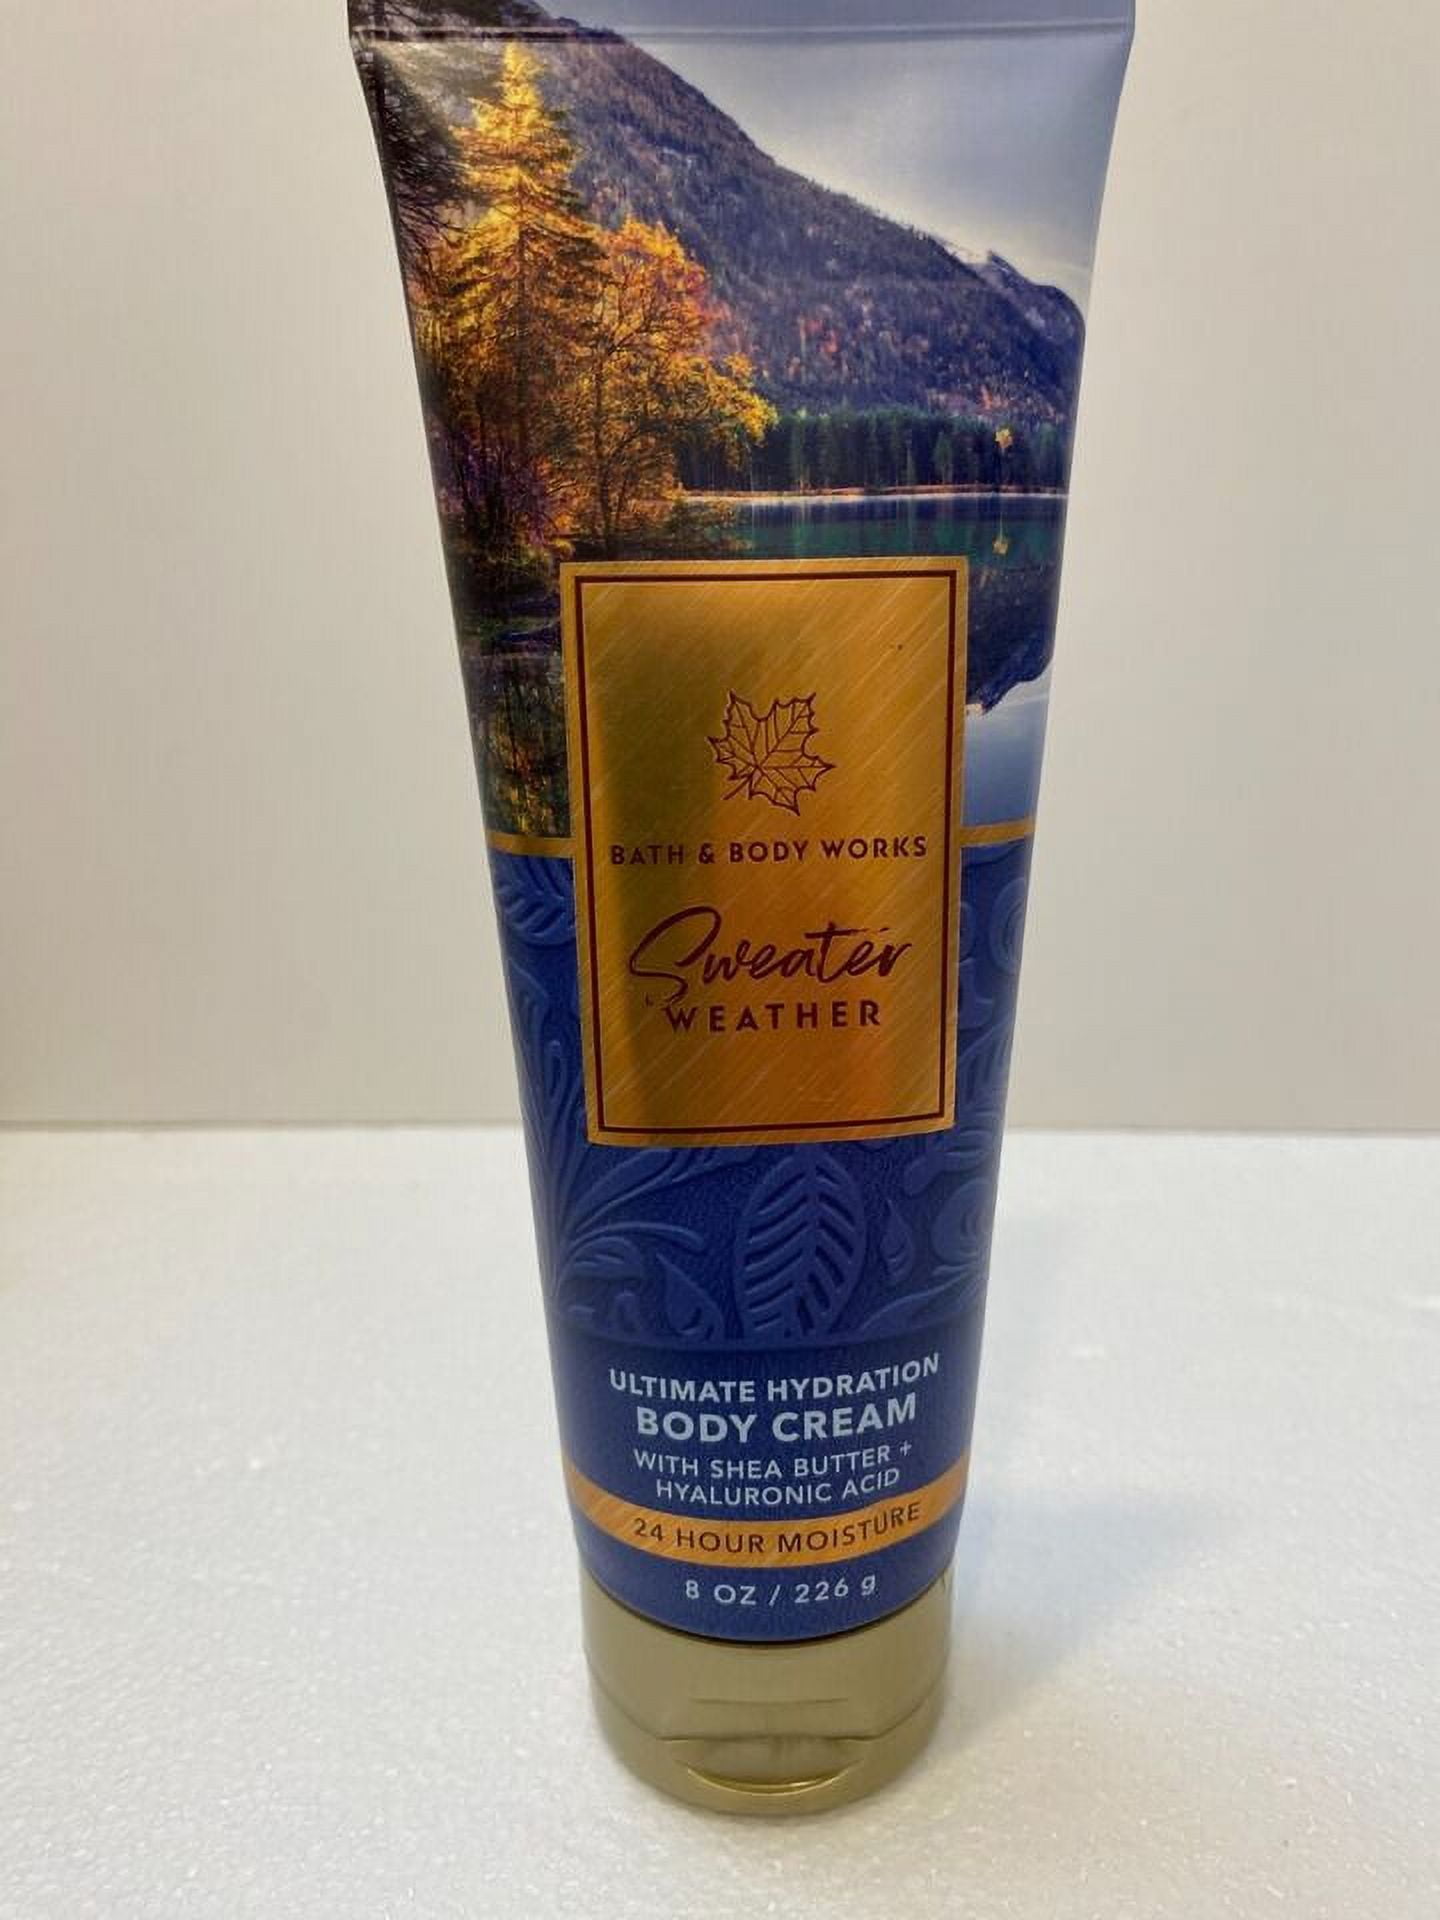 BATH & BODY WORKS
Sweater
WEATHER
ULTIMATE HYDRATION
BODY CREAM
WITH SHEA BUTTER +
HYALURONIC ACID
24 HOUR MOISTURE
8 OZ / 226 g